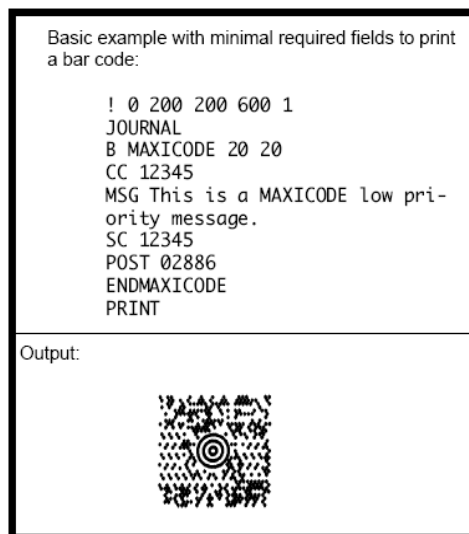 Basic example with minimal required fields to print
a bar code:
! 0 200 200 600 1
JOURNAL
B MAXICODE 20 20
CC 12345
MSG This is a MAXICODE low pri-
ority message.
SC 12345
POST 02886
ENDMAXICODE
PRINT
Output: